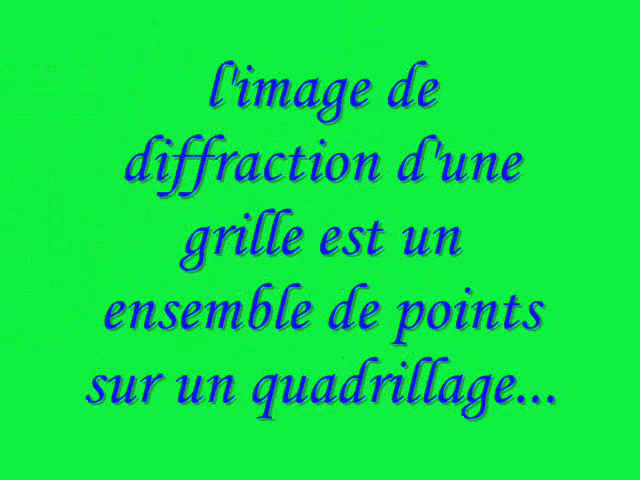 l'image de
diffraction d'une
grille est un
ensemble de points
sur un quadrillage...